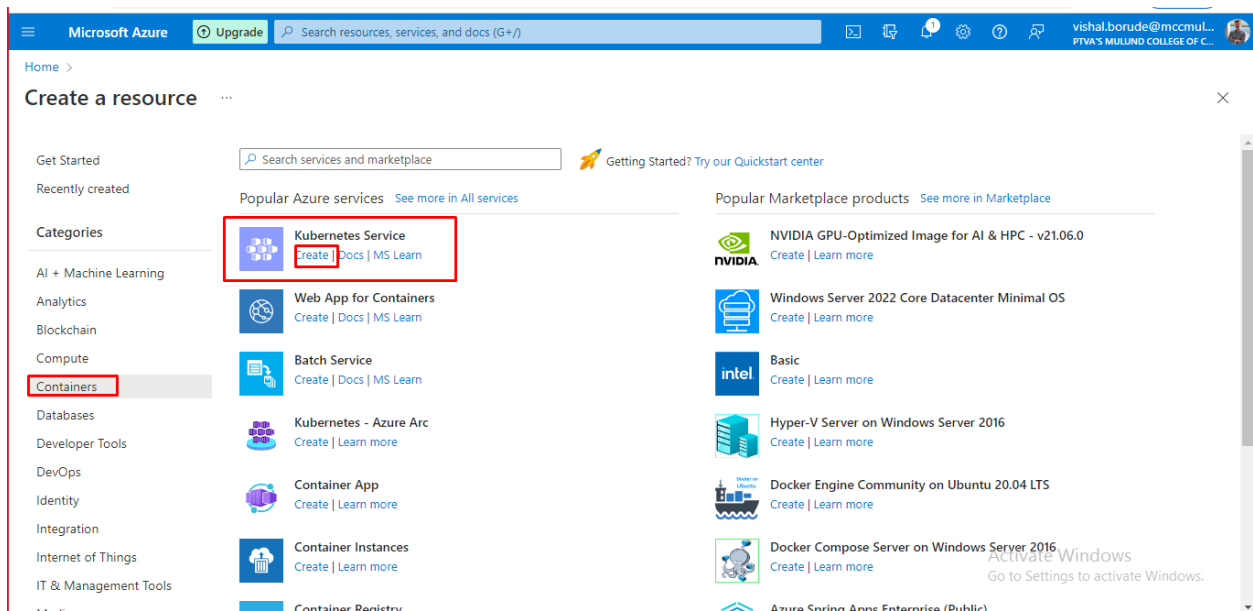 Microsoft Azure
Upgrade
Search resources, services, and docs (G+/)
1
vishal.borude@mccmul...
PTVA'S MULUND COLLEGE OF C...
Home >
Create a resource ...
Get Started
Recently created
Categories
AI + Machine Learning
Analytics
Blockchain
Compute
Containers
Databases
Developer Tools
DevOps
Identity
Integration
Internet of Things
IT & Management Tools
Search services and marketplace
Getting Started? Try our Quickstart center
Popular Azure services See more in All services
Kubernetes Service
Create | Docs | MS Learn
Web App for Containers
Create | Docs | MS Learn
Batch Service
Create | Docs | MS Learn
Kubernetes - Azure Arc
Create | Learn more
Container App
Create | Learn more
Container Instances
Create | Learn more
Container Registry
Popular Marketplace products See more in Marketplace
NVIDIA
NVIDIA GPU-Optimized Image for AI & HPC - v21.06.0
Create | Learn more
Windows Server 2022 Core Datacenter Minimal OS
Create | Learn more
intel
Basic
Create | Learn more
Hyper-V Server on Windows Server 2016
Create | Learn more
Docker on
Ubuntu
Docker Engine Community on Ubuntu 20.04 LTS
Create | Learn more
Docker Compose Server on Windows Server 2016
Create | Learn more
Azure Spring Apps Enterprise (Public)
Activate Windows
Go to Settings to activate Windows.